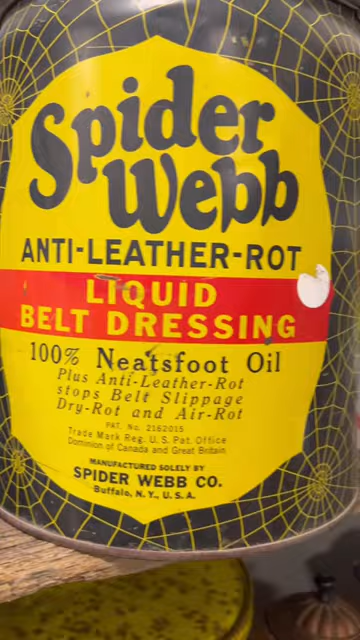 Spider
Webb
ANTI-LEATHER-ROT
LIQUID
BELT DRESSING
100% Neatsfoot Oil
Plus Anti-Leather-Rot
stops Belt Slippage
Dry-Rot and Air-Rot
PAT. No. 2162015
Trade Mark Reg. U.S. Pat. Office
Dominion of Canada and Great Britain
MANUFACTURED SOLELY BY
SPIDER WEBB CO.
Buffalo, N.Y., U.S.A.